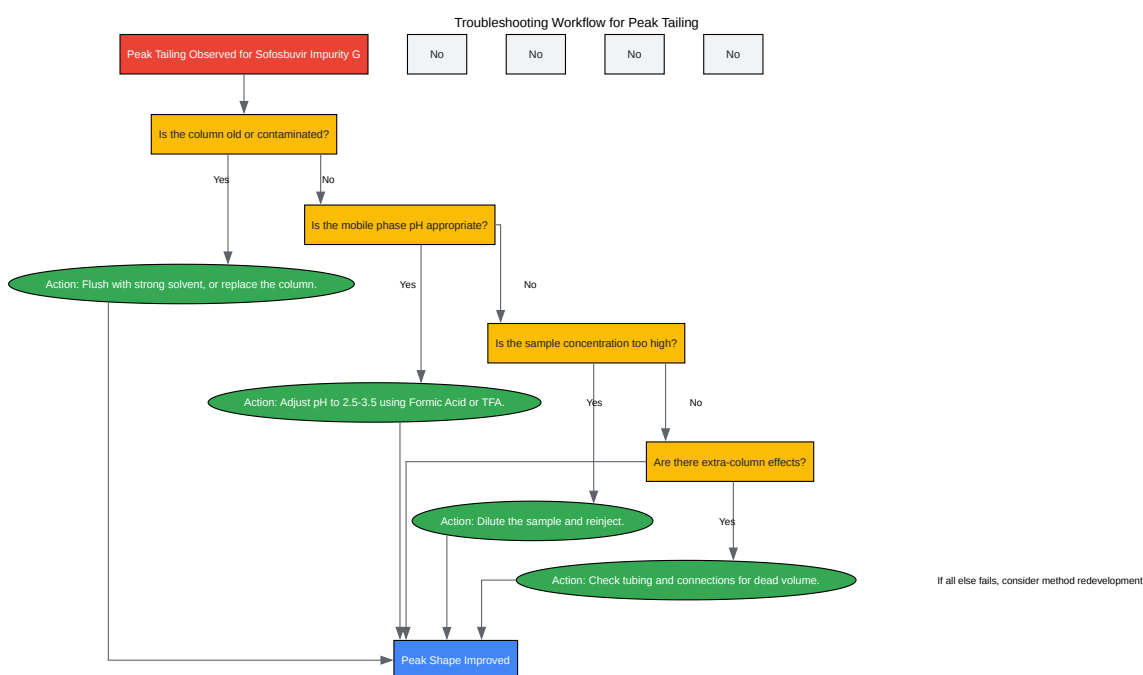 Troubleshooting Workflow for Peak Tailing
Peak Tailing Observed for Sofosbuvir Impurity G
No
No
No
No
Is the column old or contaminated?
Yes
No
Is the mobile phase pH appropriate?
Action: Flush with strong solvent, or replace the column.
Yes
No
Is the sample concentration too high?
Action: Adjust pH to 2.5-3.5 using Formic Acid or TFA.
Yes
No
Are there extra-column effects?
Action: Dilute the sample and reinject.
Yes
Action: Check tubing and connections for dead volume.
If all else fails, consider method redevelopment
Peak Shape Improved